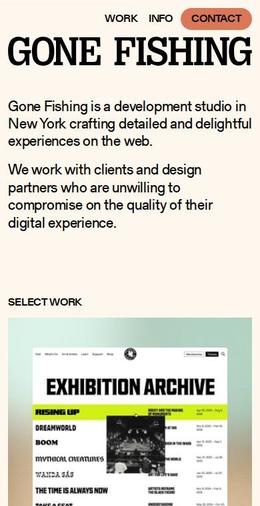 WORK INFO CONTACT
GONE FISHING
Gone Fishing is a development studio in
New York crafting detailed and delightful
experiences on the web.
We work with clients and design
partners who are unwilling to
compromise on the quality of their
digital experience.
SELECT WORK
EXHIBITION ARCHIVE
RISING UP
DREAMWORLD
BOOM
MYTHICAL CREATURES
WANDA GÁG
THE TIME IS ALWAYS NOW